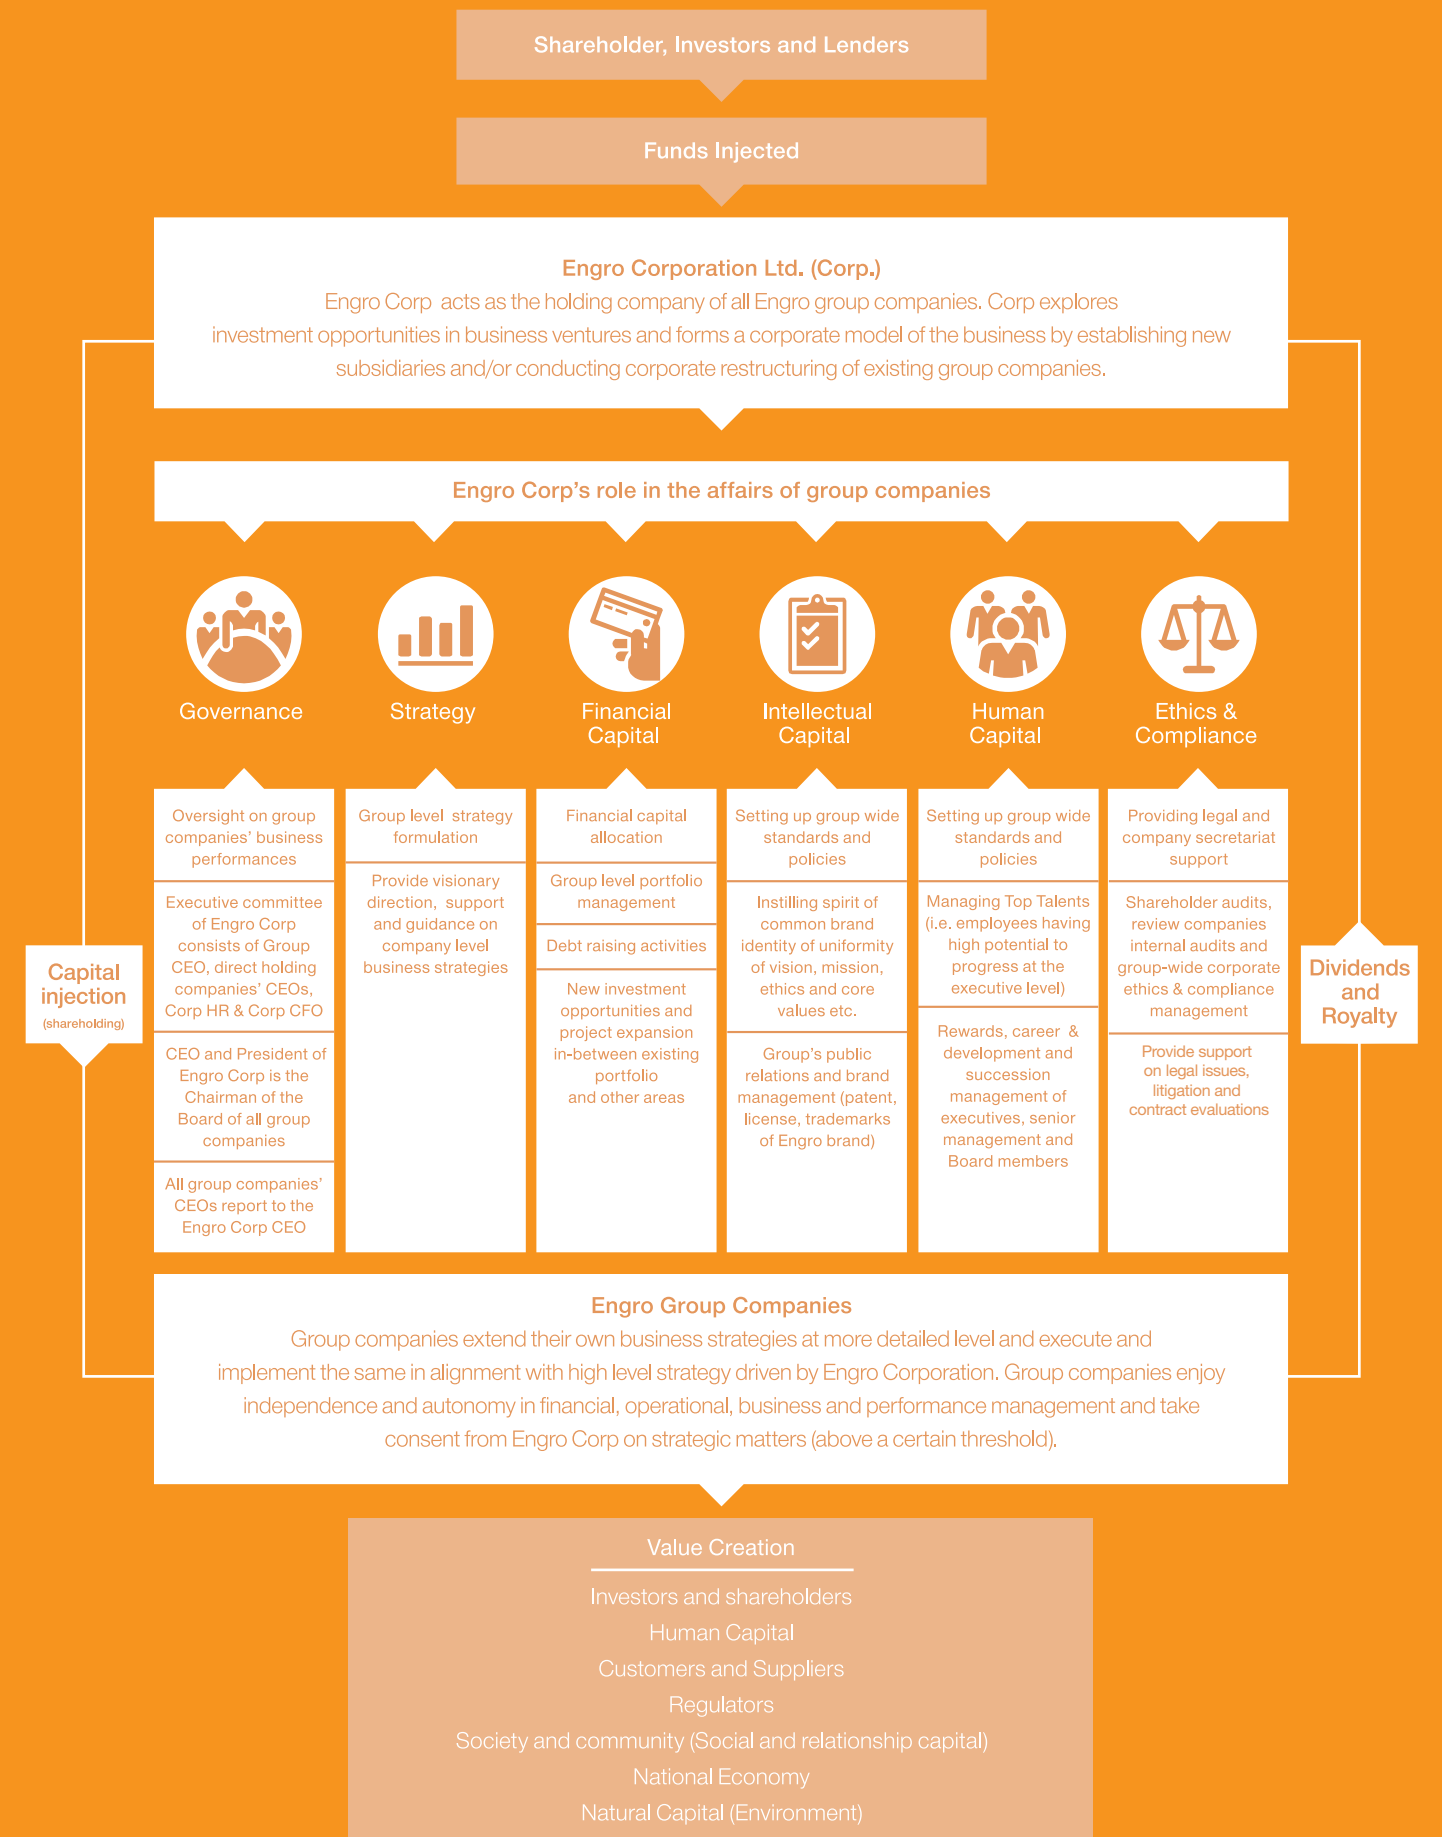 Shareholder, Investors and Lenders
Funds Injected
Engro Corporation Ltd. (Corp.)
Engro Corp acts as the holding company of all Engro group companies. Corp explores
investment opportunities in business ventures and forms a corporate model of the business by establishing new
subsidiaries and/or conducting corporate restructuring of existing group companies.
Engro Corp's role in the affairs of group companies
Governance
Strategy
Financial
Capital
Intellectual
Capital
Human
Capital
Ethics &
Compliance
Oversight on group
companies' business
performances
Executive committee
of Engro Corp
consists of Group
CEO, direct holding
companies' CEOs,
Corp HR & Corp CFO
CEO and President of
Engro Corp is the
Chairman of the
Board of all group
companies
All group companies'
CEOs report to the
Engro Corp CEO
Group level strategy
formulation
Provide visionary
direction, support
and guidance on
company level
business strategies
Financial capital
allocation
Group level portfolio
management
Debt raising activities
New investment
opportunities and
project expansion
in-between existing
portfolio
and other areas
Setting up group wide
standards and
policies
Instilling spirit of
common brand
identity of uniformity
of vision, mission,
ethics and core
values etc.
Group's public
relations and brand
management (patent,
license, trademarks
of Engro brand)
Setting up group wide
standards and
policies
Managing Top Talents
(i.e. employees having
high potential to
progress at the
executive level)
Rewards, career &
development and
succession
management of
executives, senior
management and
Board members
Providing legal and
company secretariat
support
Shareholder audits,
review companies
internal audits and
group-wide corporate
ethics & compliance
management
Provide support
on legal issues,
litigation and
contract evaluations
Capital
injection
(shareholding)
Dividends
and
Royalty
Engro Group Companies
Group companies extend their own business strategies at more detailed level and execute and
implement the same in alignment with high level strategy driven by Engro Corporation. Group companies enjoy
independence and autonomy in financial, operational, business and performance management and take
consent from Engro Corp on strategic matters (above a certain threshold).
Value Creation
Investors and shareholders
Human Capital
Customers and Suppliers
Regulators
Society and community (Social and relationship capital)
National Economy
Natural Capital (Environment)